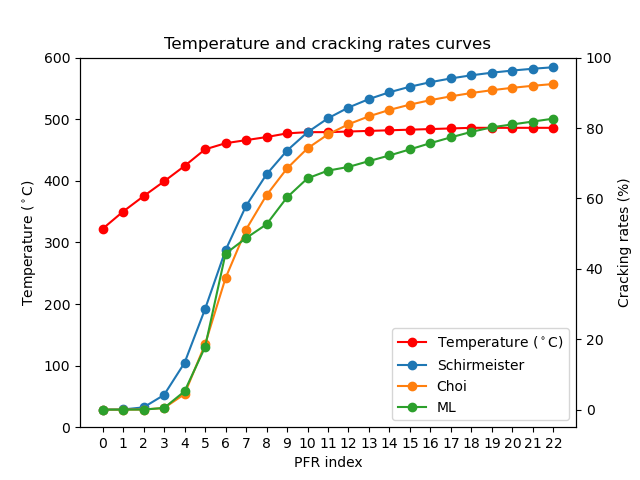 Temperature and cracking rates curves
600
500
400
300
200
100
0
Temperature (°C)
100
80
60
40
20
0
Cracking rates (%)
Temperature (°C)
Schirmeister
Choi
ML
0 1 2 3 4 5 6 7 8 9 10 11 12 13 14 15 16 17 18 19 20 21 22
PFR index